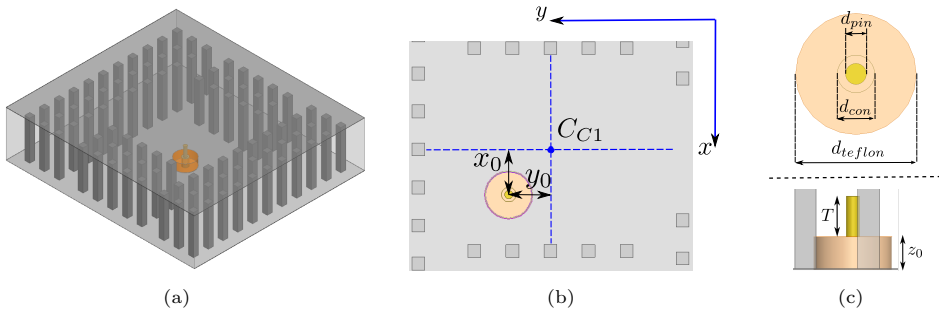 y
C_{C1}
x
x_0
y_0
d_{pin}
d_{con}
d_{teflon}
T
z_0
(a)
(b)
(c)